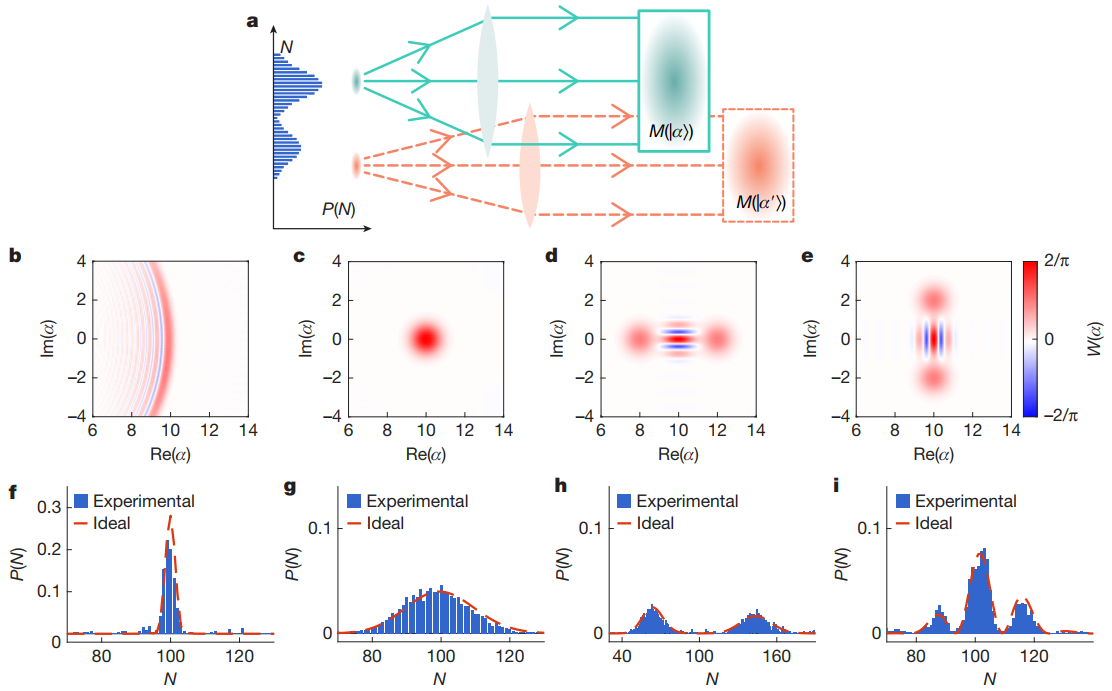 a
N
P(N)
M(|α⟩)
M(|α′⟩)
b
4
2
0
−2
−4
Im(α)
6 8 10 12 14
Re(α)
c
4
2
0
−2
−4
Im(α)
6 8 10 12 14
Re(α)
d
4
2
0
−2
−4
Im(α)
6 8 10 12 14
Re(α)
e
4
2
0
−2
−4
Im(α)
6 8 10 12 14
Re(α)
2/π
0
−2/π
W(α)
f
Experimental
Ideal
0.3
0.2
0.1
0
P(N)
80 100 120
N
g
Experimental
Ideal
0.1
0
P(N)
80 100 120
N
h
Experimental
Ideal
0.1
0
P(N)
40 100 160
N
i
Experimental
Ideal
0.1
0
P(N)
80 100 120
N